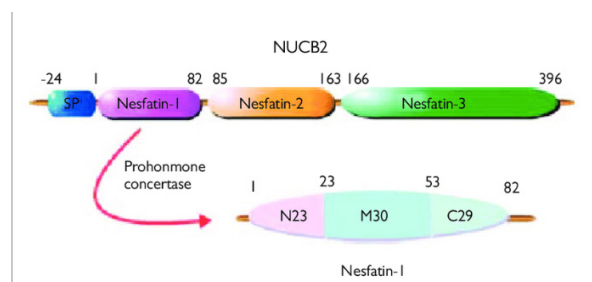 NUCB2
-24 1 82 85 163 166 396
SP Nesfatin-1 Nesfatin-2 Nesfatin-3
Prohonmone
concertase
1 23 53 82
N23 M30 C29
Nesfatin-1